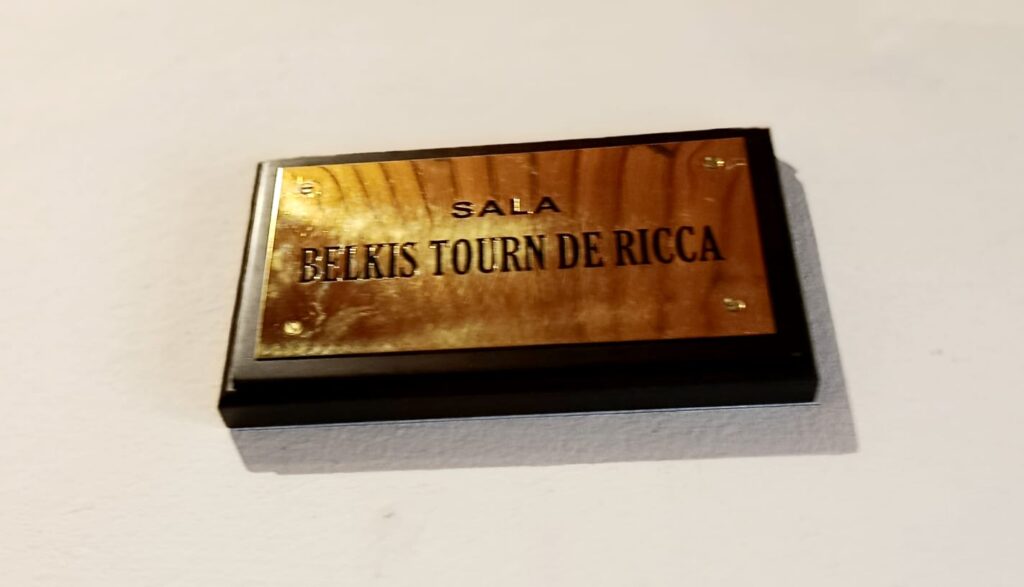 SALA
BELKIS TOURN DE RICCA